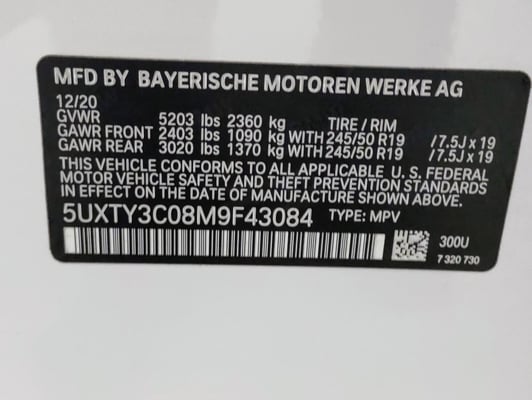 MFD BY BAYERISCHE MOTOREN WERKE AG
12/20
GVWR 5203 lbs 2360 kg TIRE / RIM
GAWR FRONT 2403 lbs 1090 kg WITH 245/50 R19 /7.5J x 19
GAWR REAR 3020 lbs 1370 kg WITH 245/50 R19 /7.5J x 19
THIS VEHICLE CONFORMS TO ALL APPLICABLE U. S. FEDERAL
MOTOR VEHICLE SAFETY AND THEFT PREVENTION STANDARDS
IN EFFECT ON THE DATE OF MANUFACTURE SHOWN ABOVE.
5UXTY3C08M9F43084 TYPE: MPV
300U
7 320 730